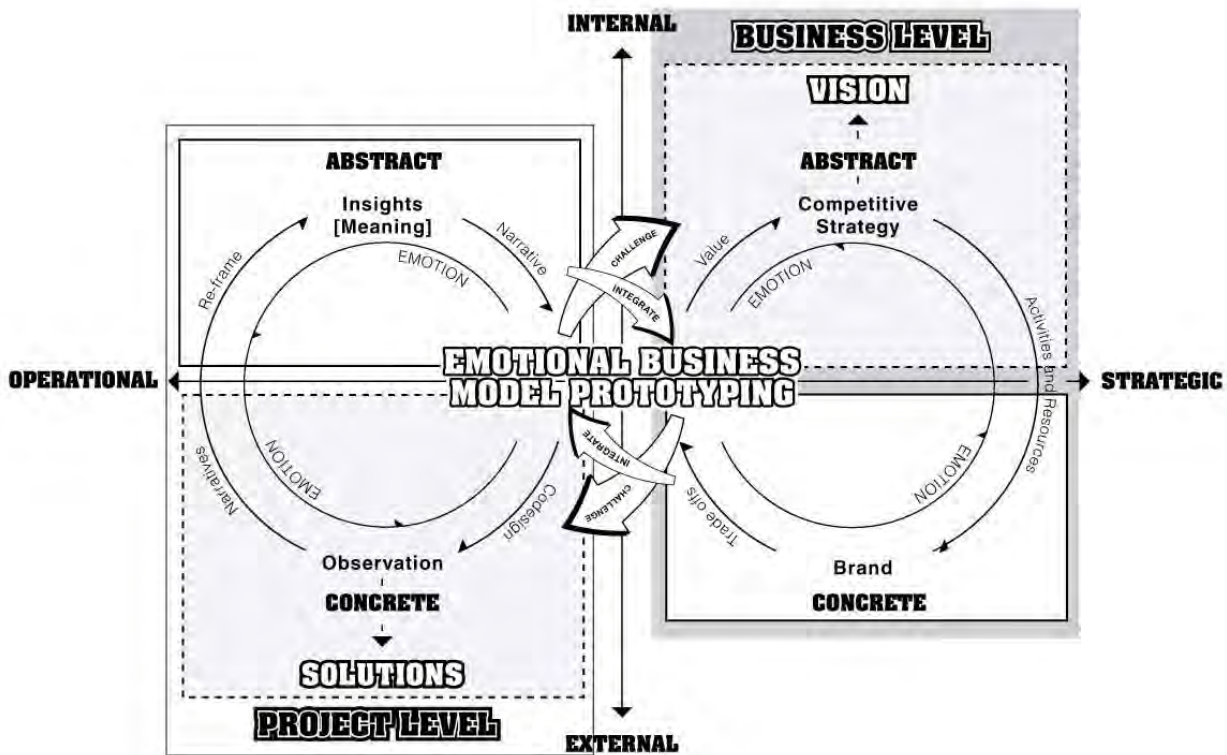 INTERNAL
BUSINESS LEVEL
VISION
ABSTRACT
ABSTRACT
Insights
[Meaning]
Competitive
Strategy
Re-frame
Narrative
EMOTION
CHALLENGE
INTEGRATE
Value
EMOTION
Activities and Resources
OPERATIONAL
EMOTIONAL BUSINESS
MODEL PROTOTYPING
STRATEGIC
Narratives
EMOTION
Codesign
INTEGRATE
CHALLENGE
Trade offs
EMOTION
Observation
Brand
CONCRETE
CONCRETE
SOLUTIONS
PROJECT LEVEL
EXTERNAL